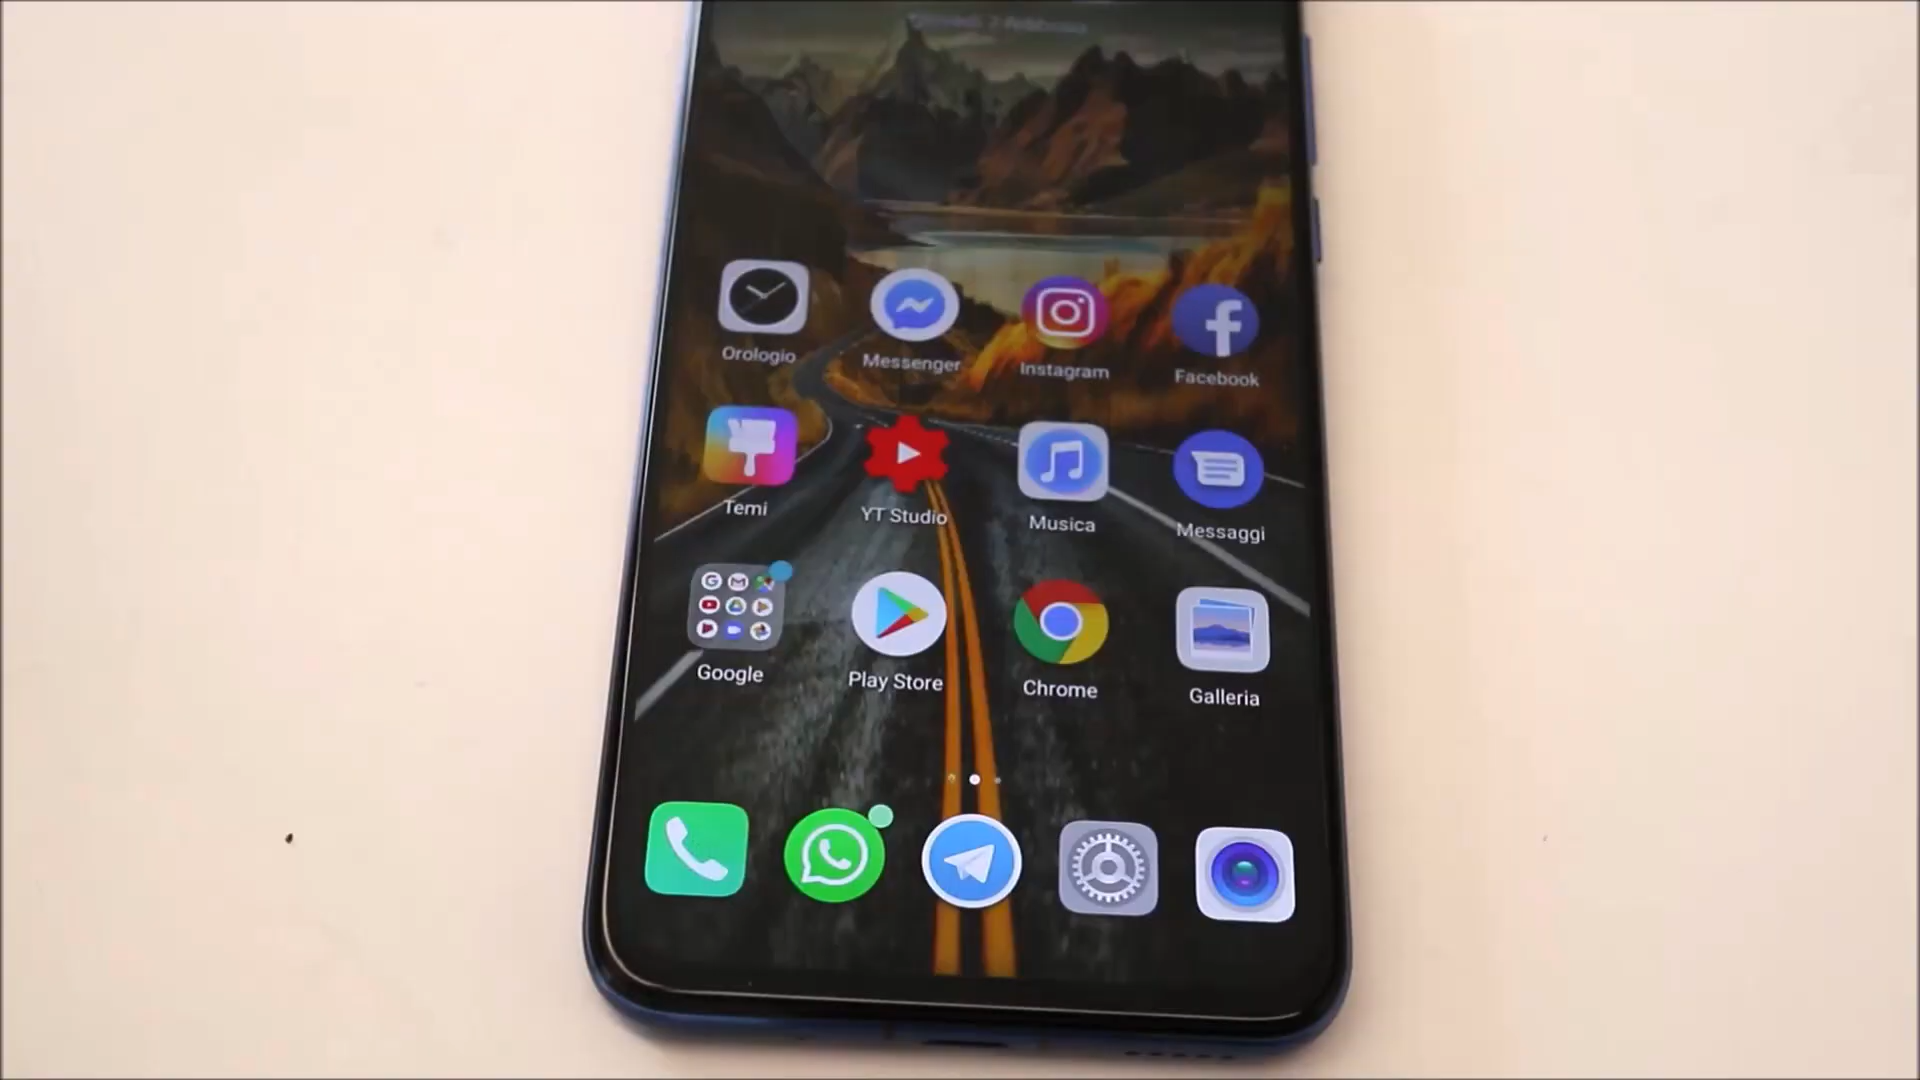 Orologio
Messenger
Instagram
Facebook
Temi
YT Studio
Musica
Messaggi
Google
Play Store
Chrome
Galleria